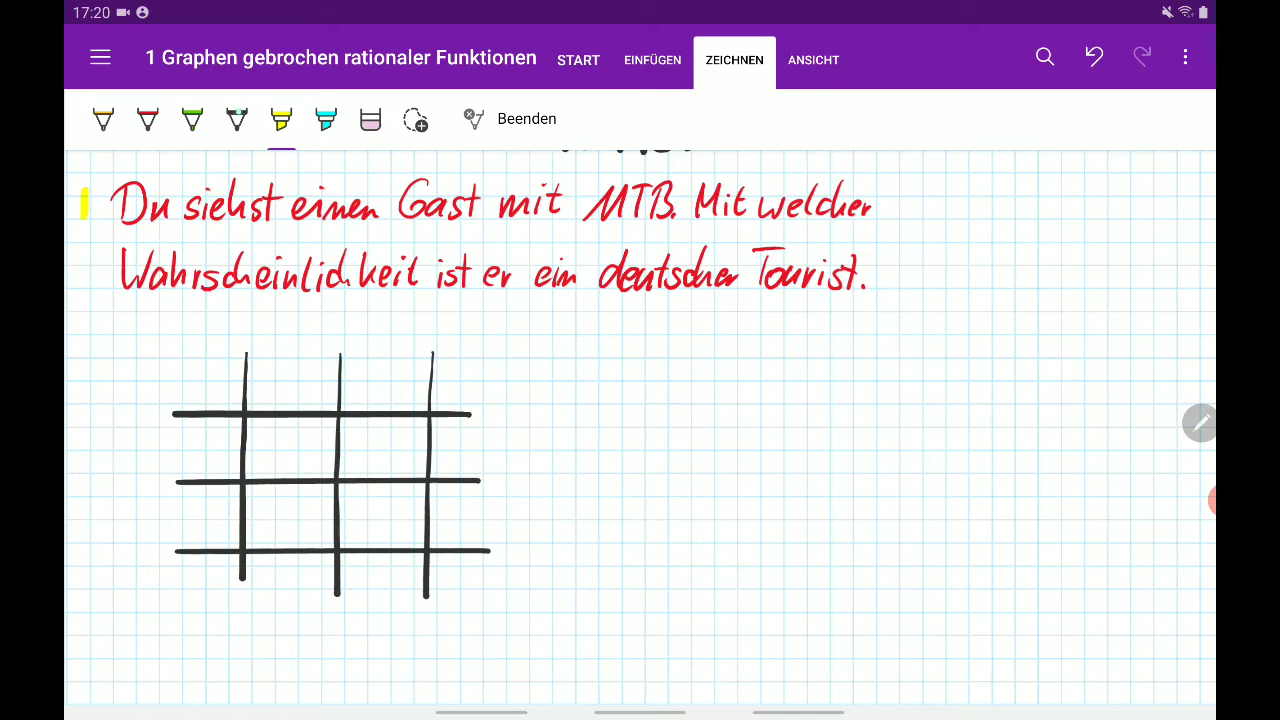 17:20
1 Graphen gebrochen rationaler Funktionen START EINFÜGEN ZEICHNEN ANSICHT
Beenden
Du siehst einen Gast mit MTB. Mit welcher
Wahrscheinlichkeit ist er ein deutscher Tourist.